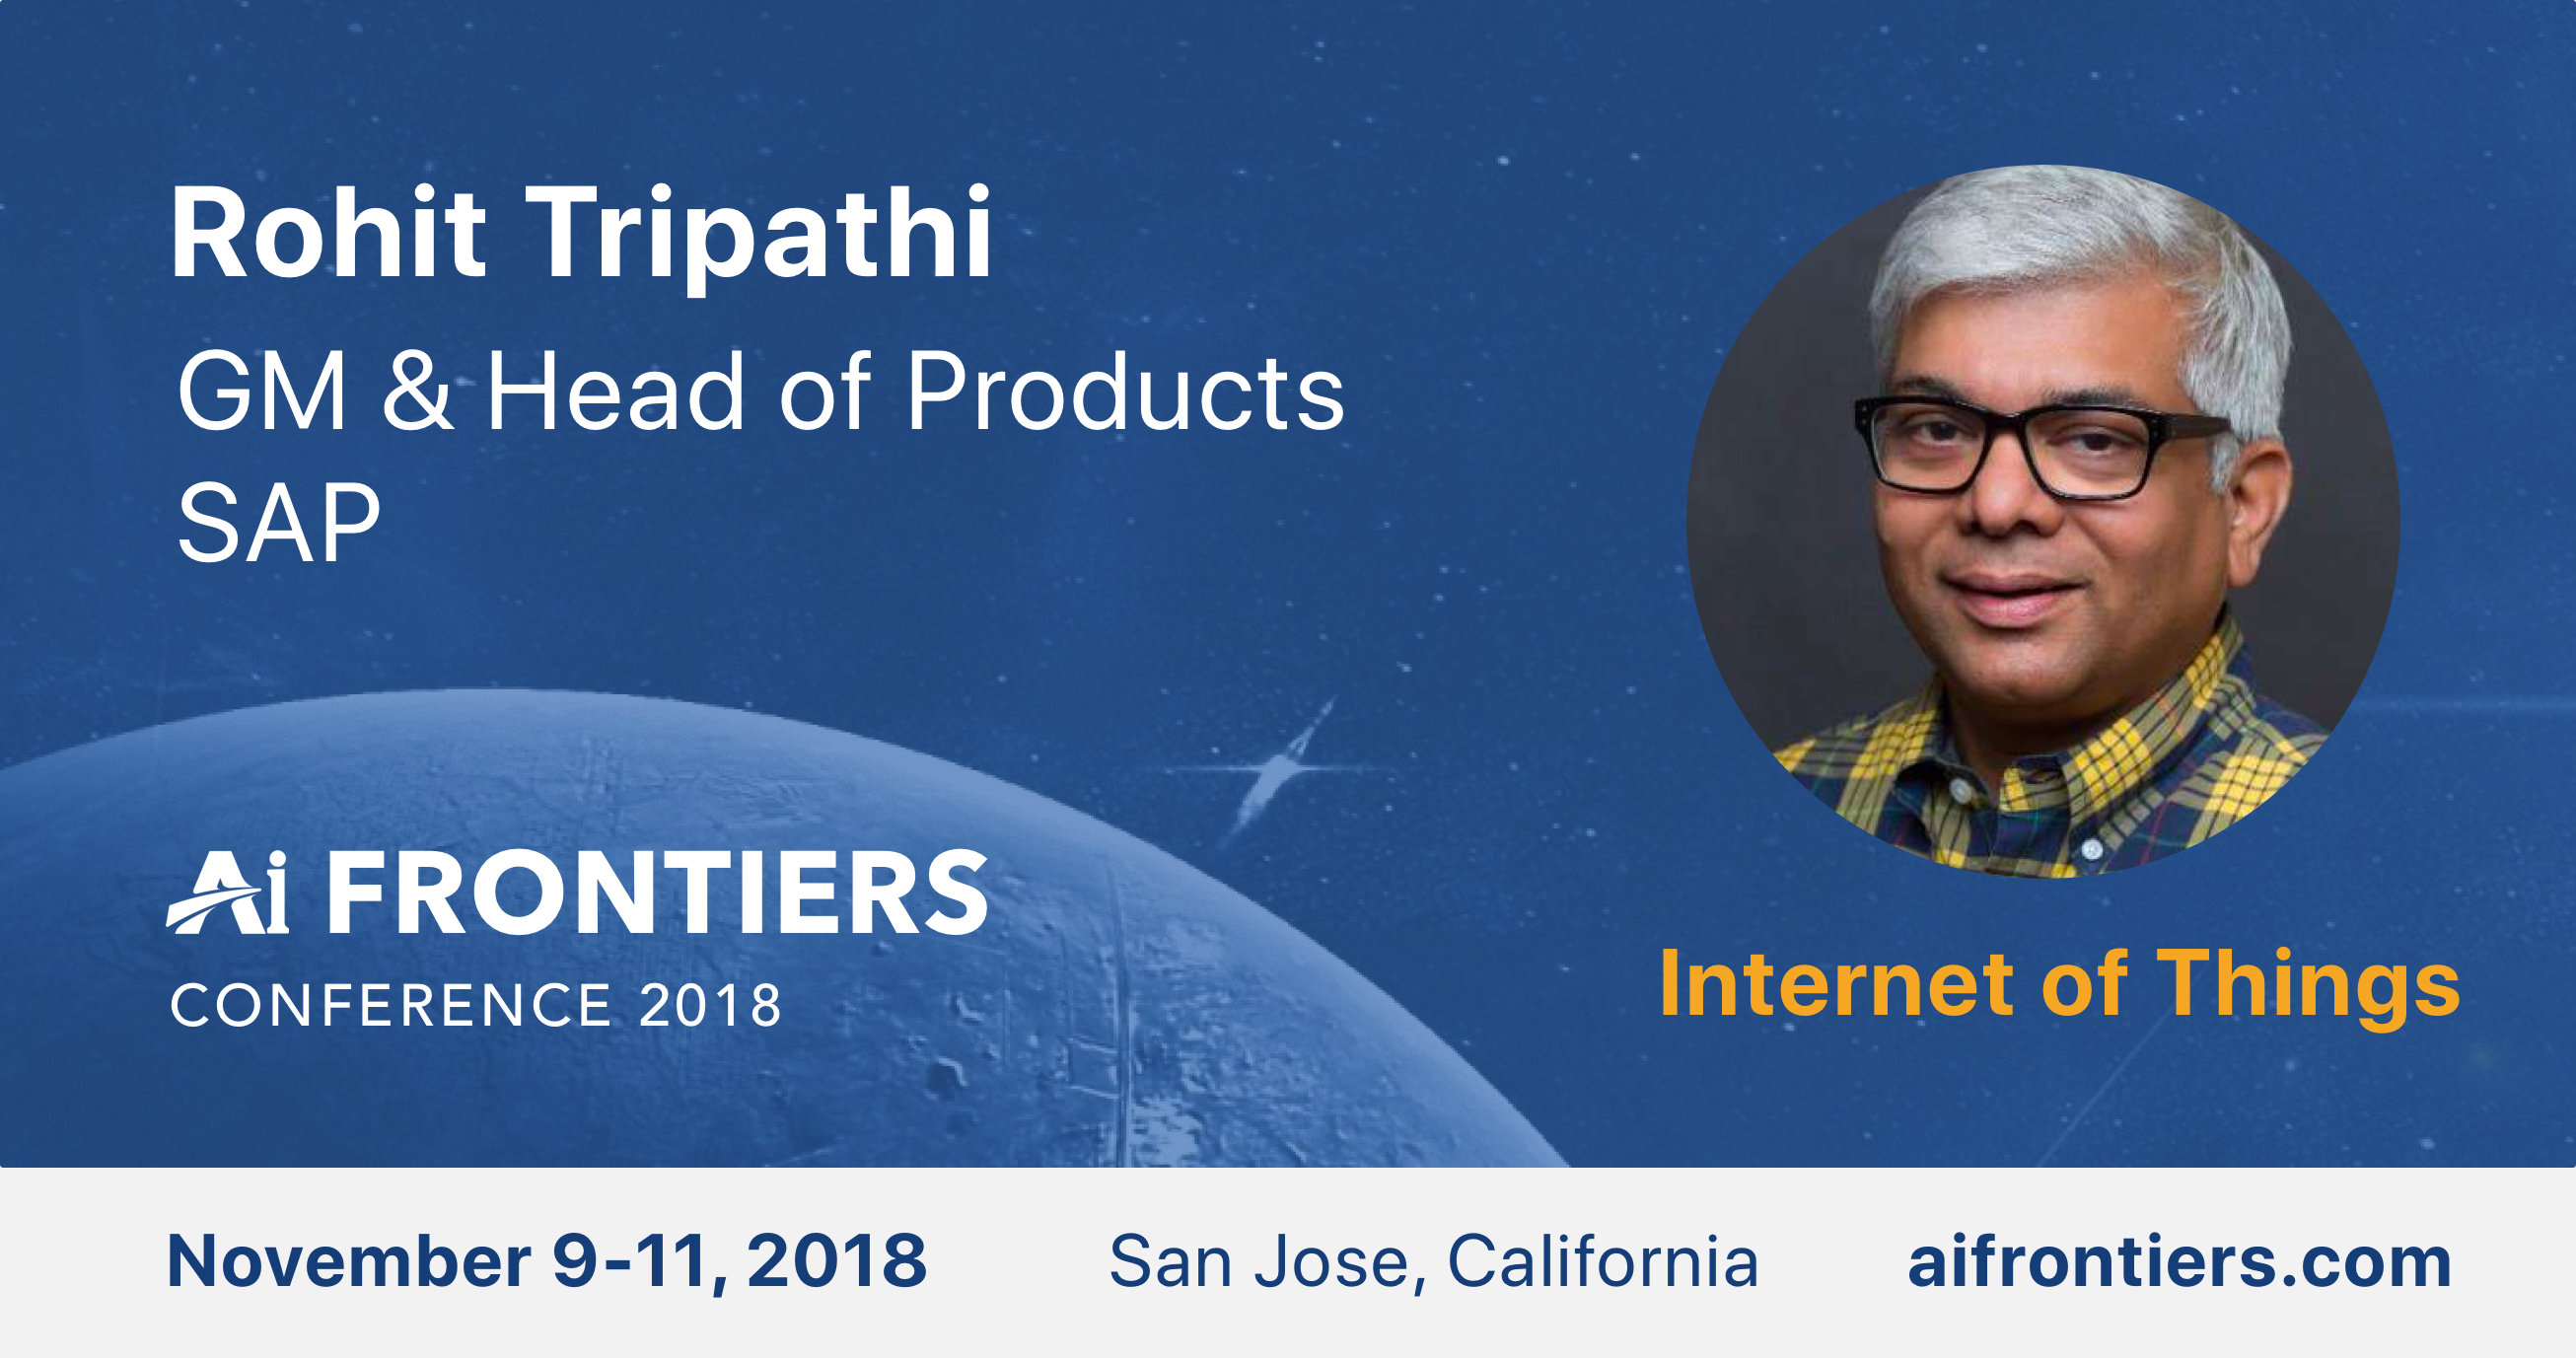 Rohit Tripathi
GM & Head of Products
SAP
Ai FRONTIERS
CONFERENCE 2018
Internet of Things
November 9-11, 2018
San Jose, California
aifrontiers.com